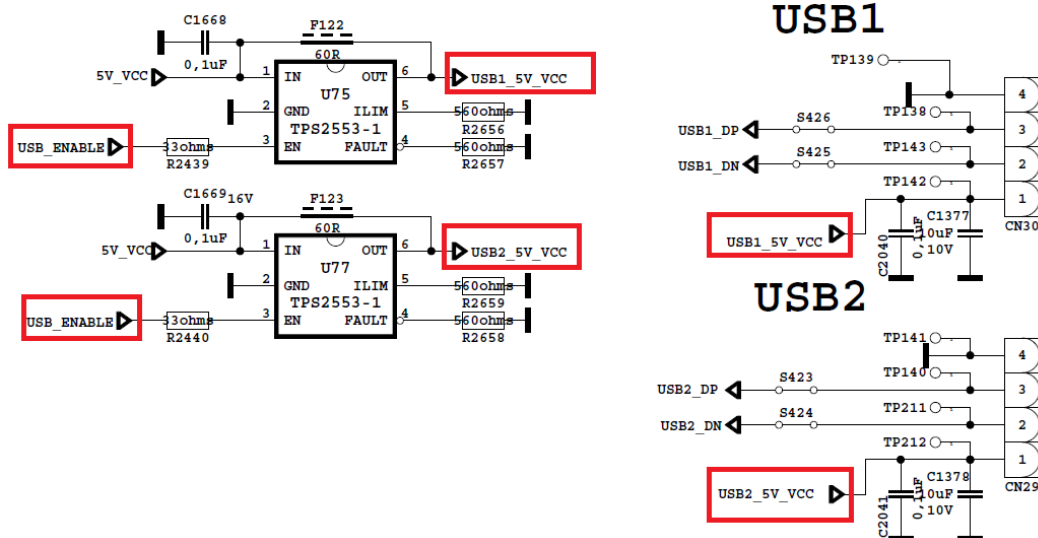 C1668
0,1uF
F122
60R
5V_VCC
1 IN OUT 6
USB1_5V_VCC
U75
2 GND ILIM 5
560ohms
R2656
TPS2553-1
USB_ENABLE
33ohms
R2439
3 EN FAULT 4
560ohms
R2657
C1669 16V
0,1uF
F123
60R
5V_VCC
1 IN OUT 6
USB2_5V_VCC
U77
2 GND ILIM 5
560ohms
R2659
TPS2553-1
USB_ENABLE
33ohms
R2440
3 EN FAULT 4
560ohms
R2658
USB1
TP139
4
TP138
USB1_DP
S426
3
TP143
USB1_DN
S425
2
TP142
1
CN30
USB1_5V_VCC
C2040
0,1uF
C1377
10uF
10V
USB2
TP141
4
TP140
USB2_DP
S423
3
TP211
USB2_DN
S424
2
TP212
1
CN29
USB2_5V_VCC
C2041
0,1uF
C1378
10uF
10V